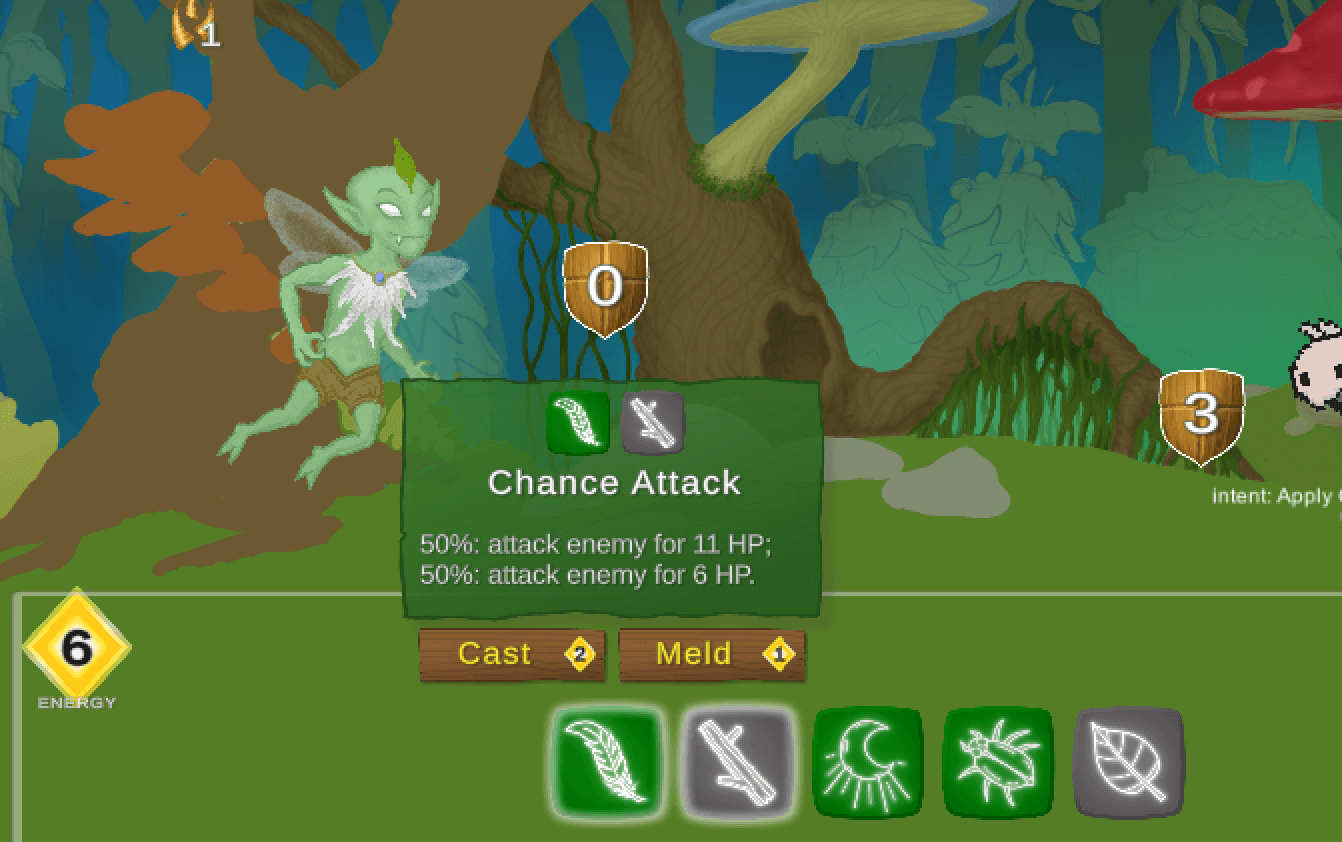 1
0
3
Chance Attack
50%: attack enemy for 11 HP;
50%: attack enemy for 6 HP.
intent: Apply
6
ENERGY
Cast 2
Meld 1